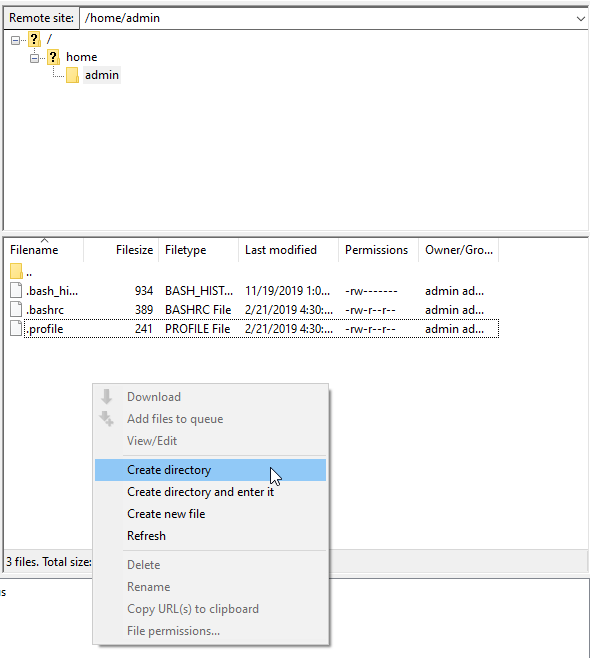 Remote site: /home/admin
/
home
admin
Filename Filesize Filetype Last modified Permissions Owner/Gro...
..
.bash_hi... 934 BASH_HIST... 11/19/2019 1:0... -rw------- admin ad...
.bashrc 389 BASHRC File 2/21/2019 4:30:... -rw-r--r-- admin ad...
.profile 241 PROFILE File 2/21/2019 4:30:... -rw-r--r-- admin ad...
Download
Add files to queue
View/Edit
Create directory
Create directory and enter it
Create new file
Refresh
3 files. Total size:
Delete
Rename
Copy URL(s) to clipboard
File permissions...